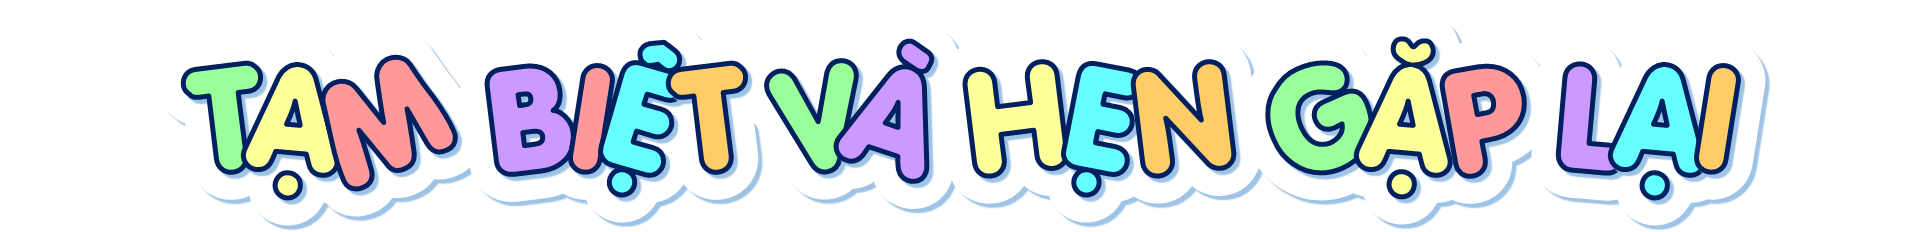 TẠM BIỆT VÀ HẸN GẶP LẠI